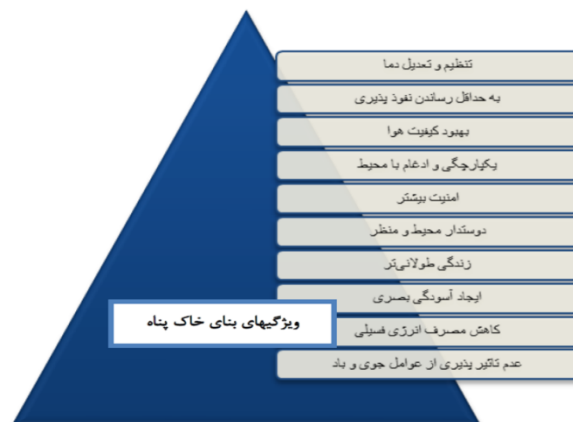 تنظیم و تعدیل دما
به حداقل رساندن نفوذ پذیری
بهبود کیفیت هوا
یکپارچگی و ادغام با محیط
امنیت بیشتر
دوستدار محیط و منظر
زندگی طولانی‌تر
ایجاد آسودگی بصری
ویژگیهای بنای خاک پناه
کاهش مصرف انرژی فسیلی
عدم تاثیر پذیری از عوامل جوی و باد